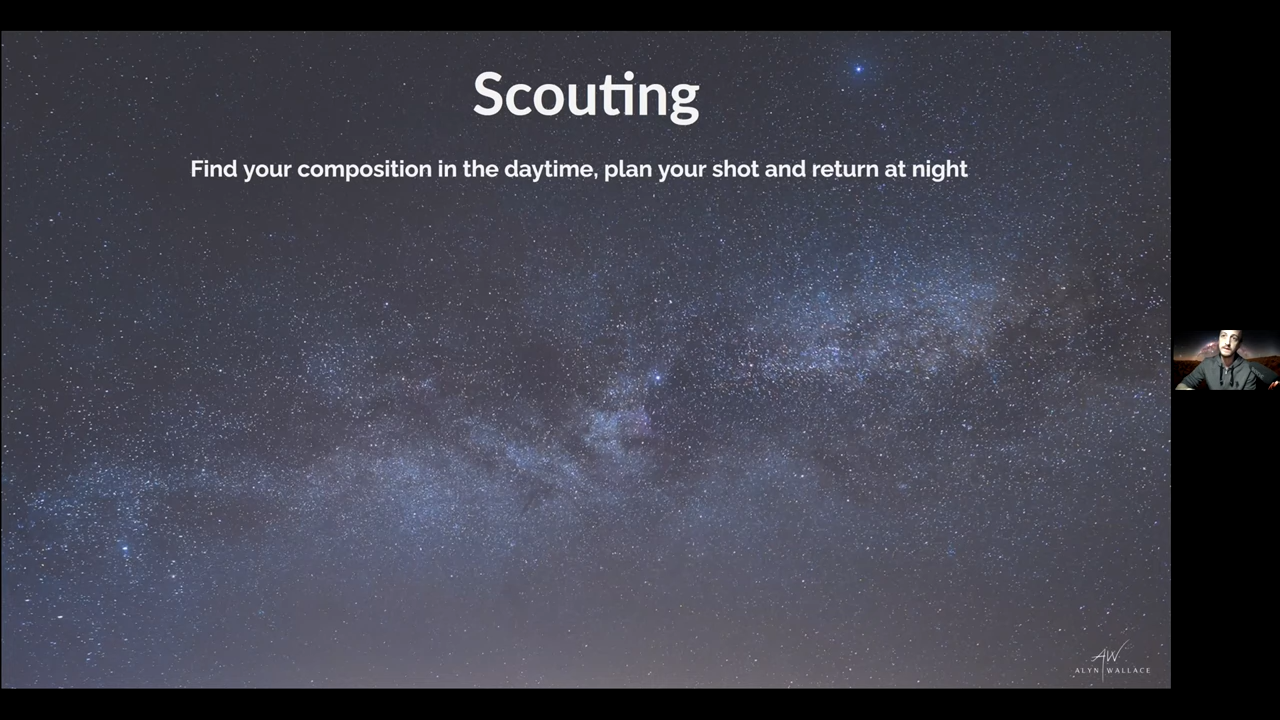 Scouting
Find your composition in the daytime, plan your shot and return at night
AW
ALYN WALLACE